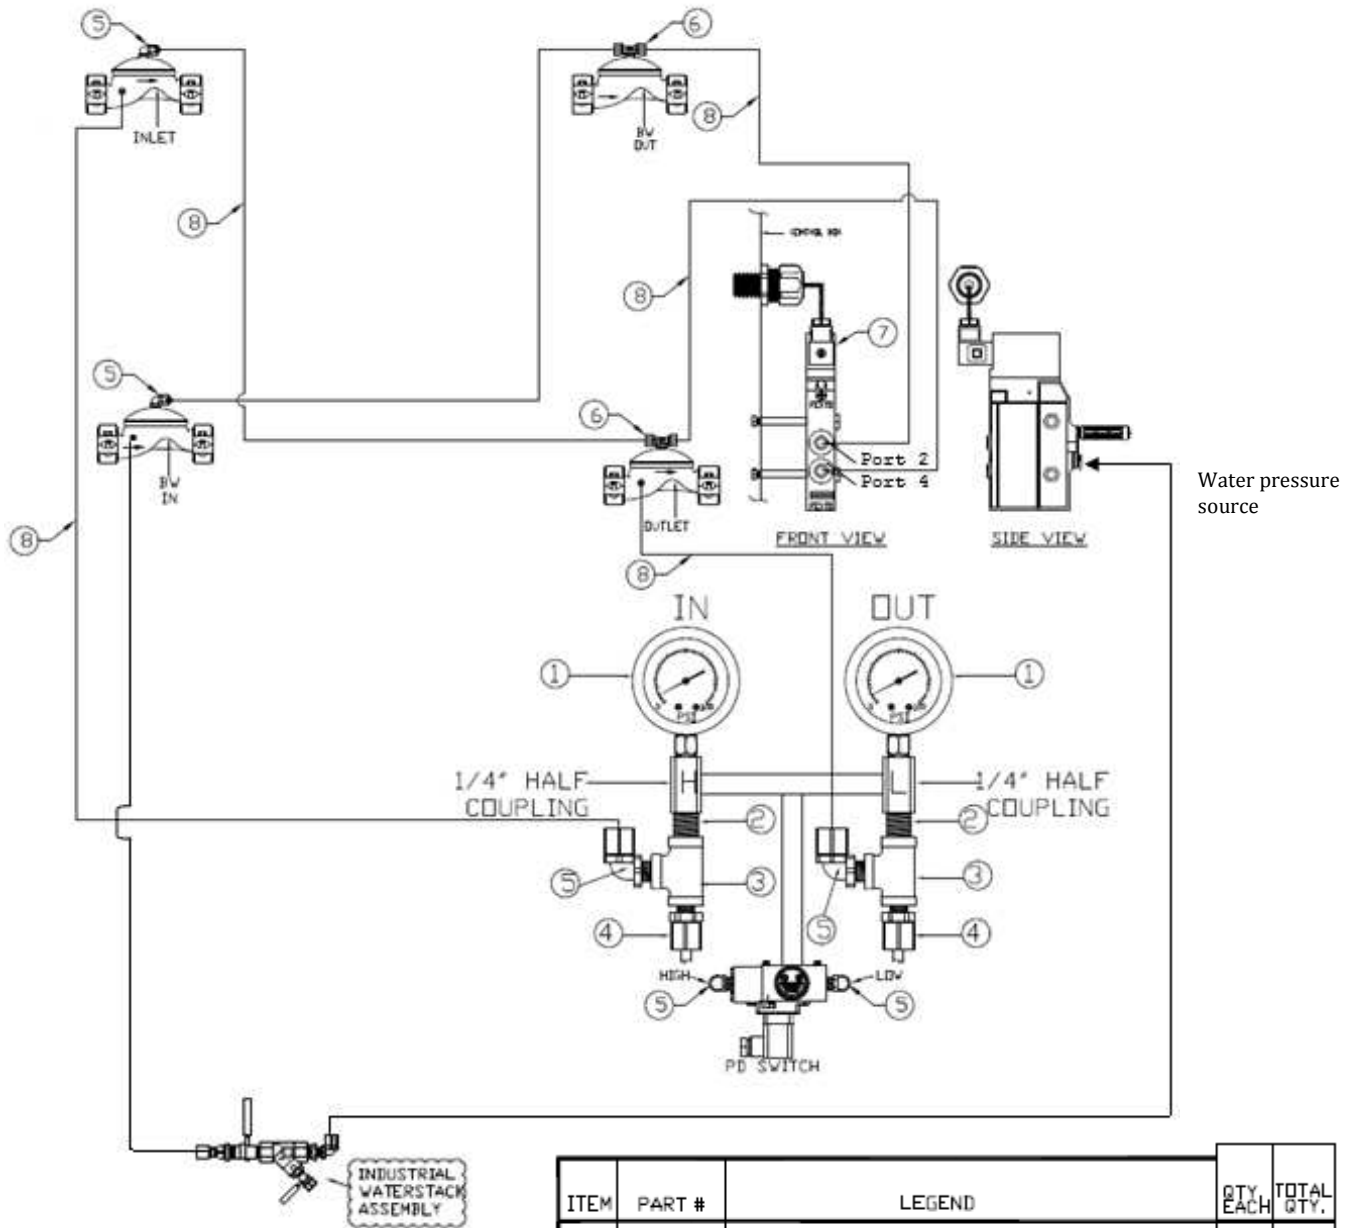 5
6
INLET
BW
OUT
8
8
8
7
5
6
BW
IN
OUTLET
Port 2
Port 4
FRONT VIEW
SIDE VIEW
Water pressure
source
8
8
IN
OUT
1
1
PSI
PSI
1/4" HALF
COUPLING
H
L
1/4" HALF
COUPLING
2
2
5
3
5
3
4
4
HIGH
LOW
5
5
PD SWITCH
INDUSTRIAL
WATERSTACK
ASSEMBLY
ITEM
PART #
LEGEND
QTY
EACH
TOTAL
QTY.